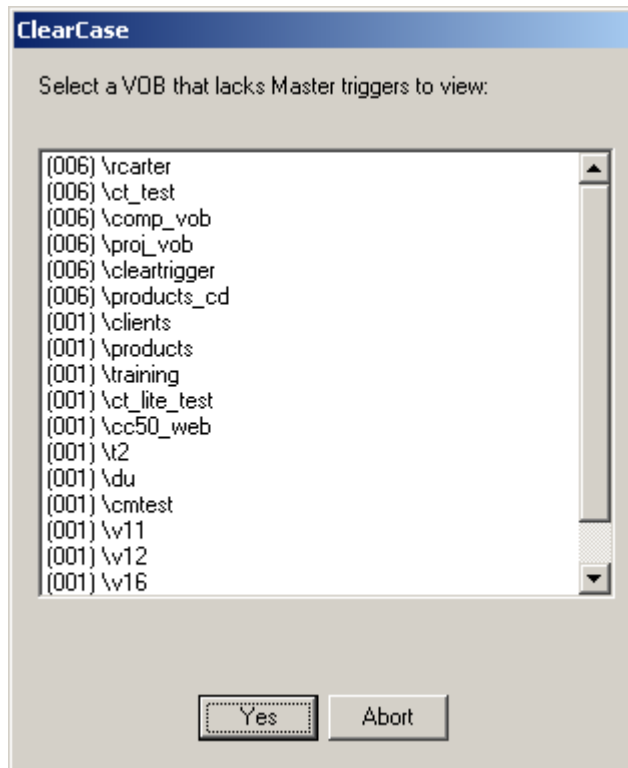 ClearCase
Select a VOB that lacks Master triggers to view:
(006) \rcarter
(006) \ct_test
(006) \comp_vob
(006) \proj_vob
(006) \cleartrigger
(006) \products_cd
(001) \clients
(001) \products
(001) \training
(001) \ct_lite_test
(001) \cc50_web
(001) \t2
(001) \du
(001) \cmtest
(001) \v11
(001) \v12
(001) \v16
Yes Abort